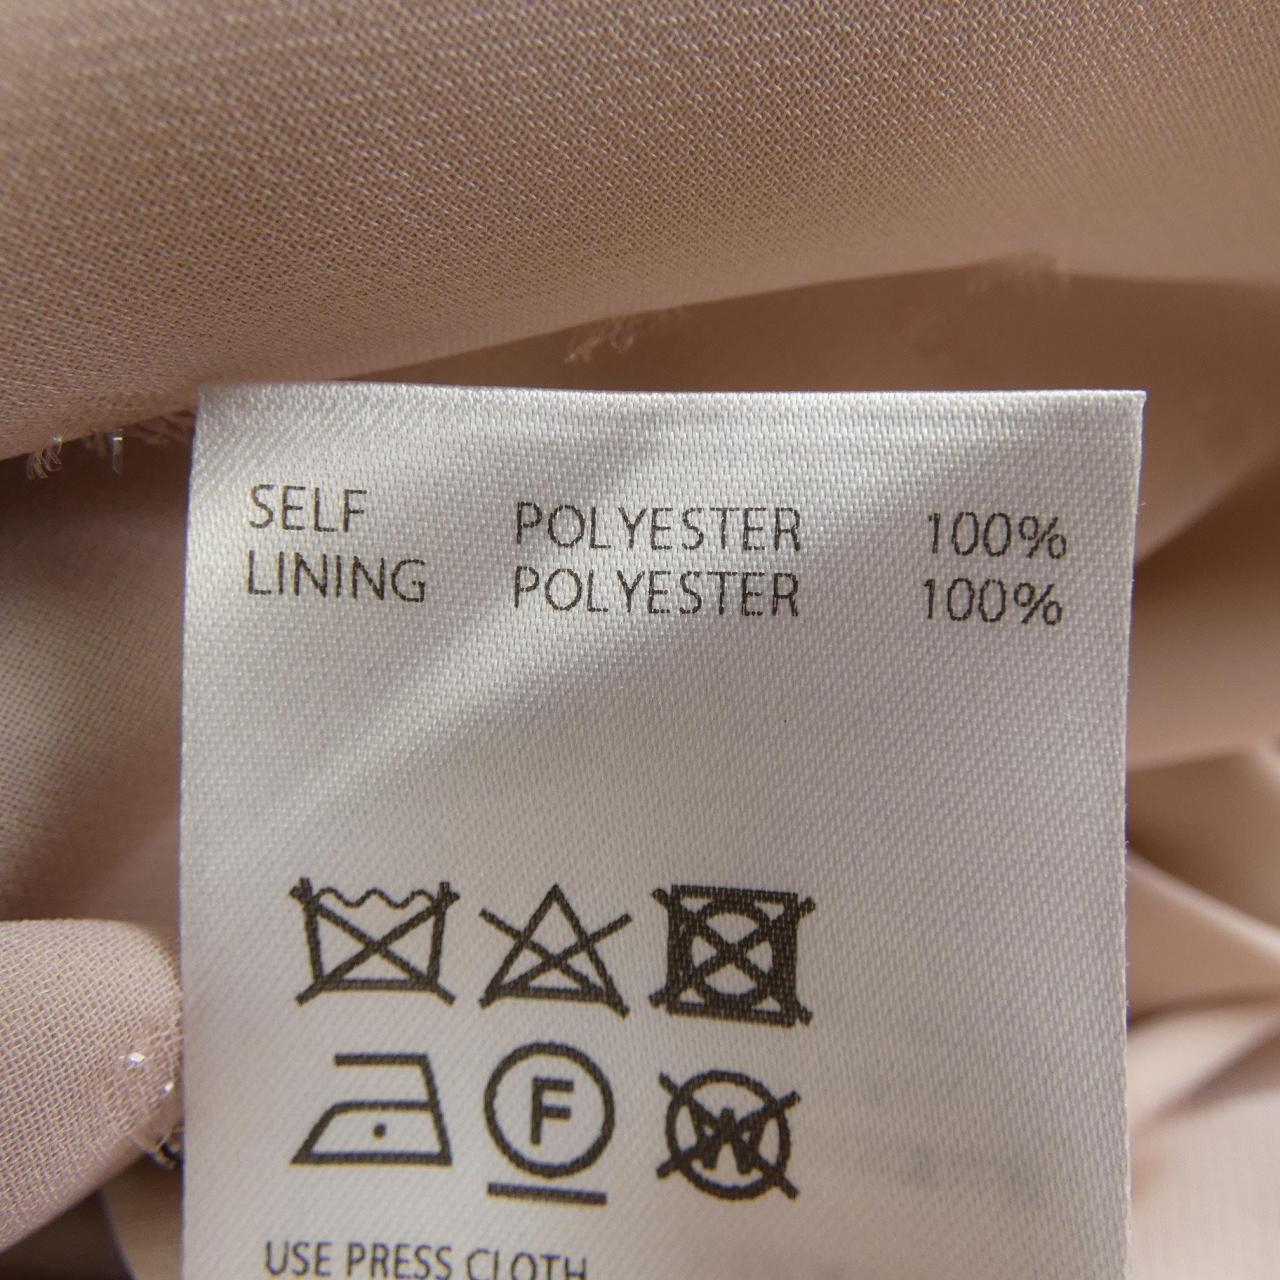 SELF POLYESTER 100%
LINING POLYESTER 100%
F
W
USE PRESS CLOTH